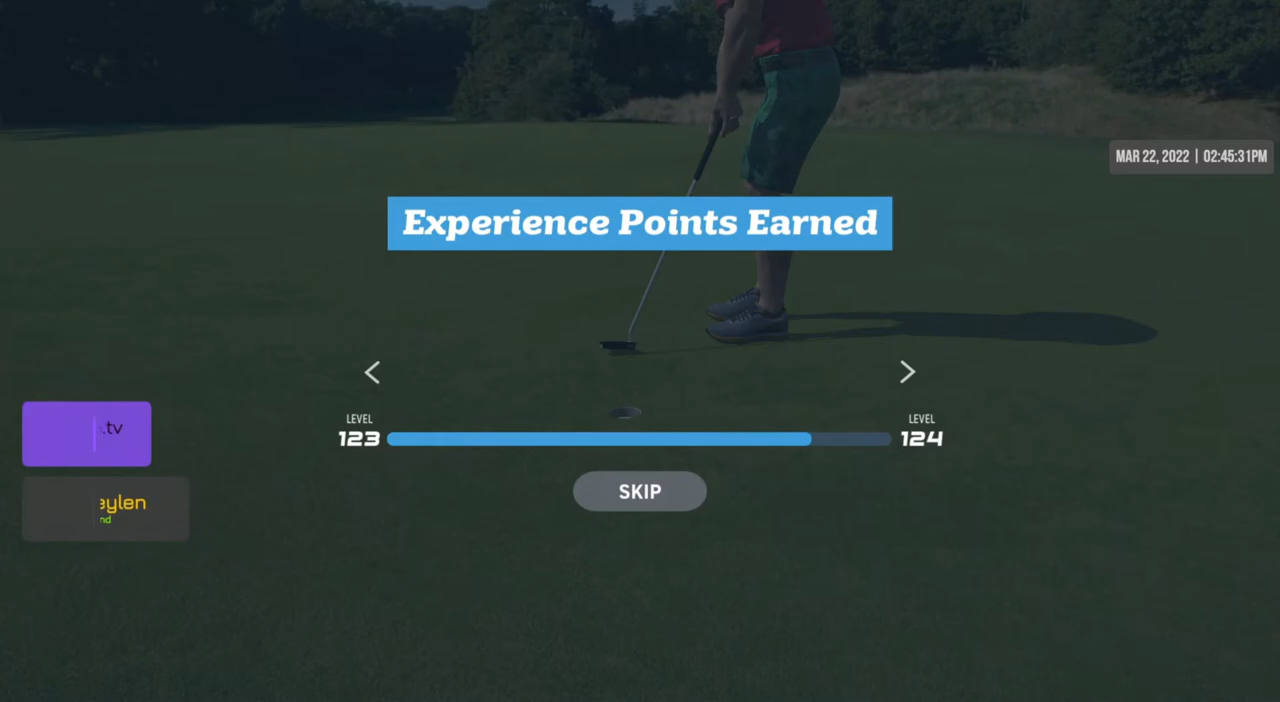 MAR 22, 2022 | 02:45:31PM
Experience Points Earned
<
>
LEVEL
123
LEVEL
124
.tv
eylen
nd
SKIP